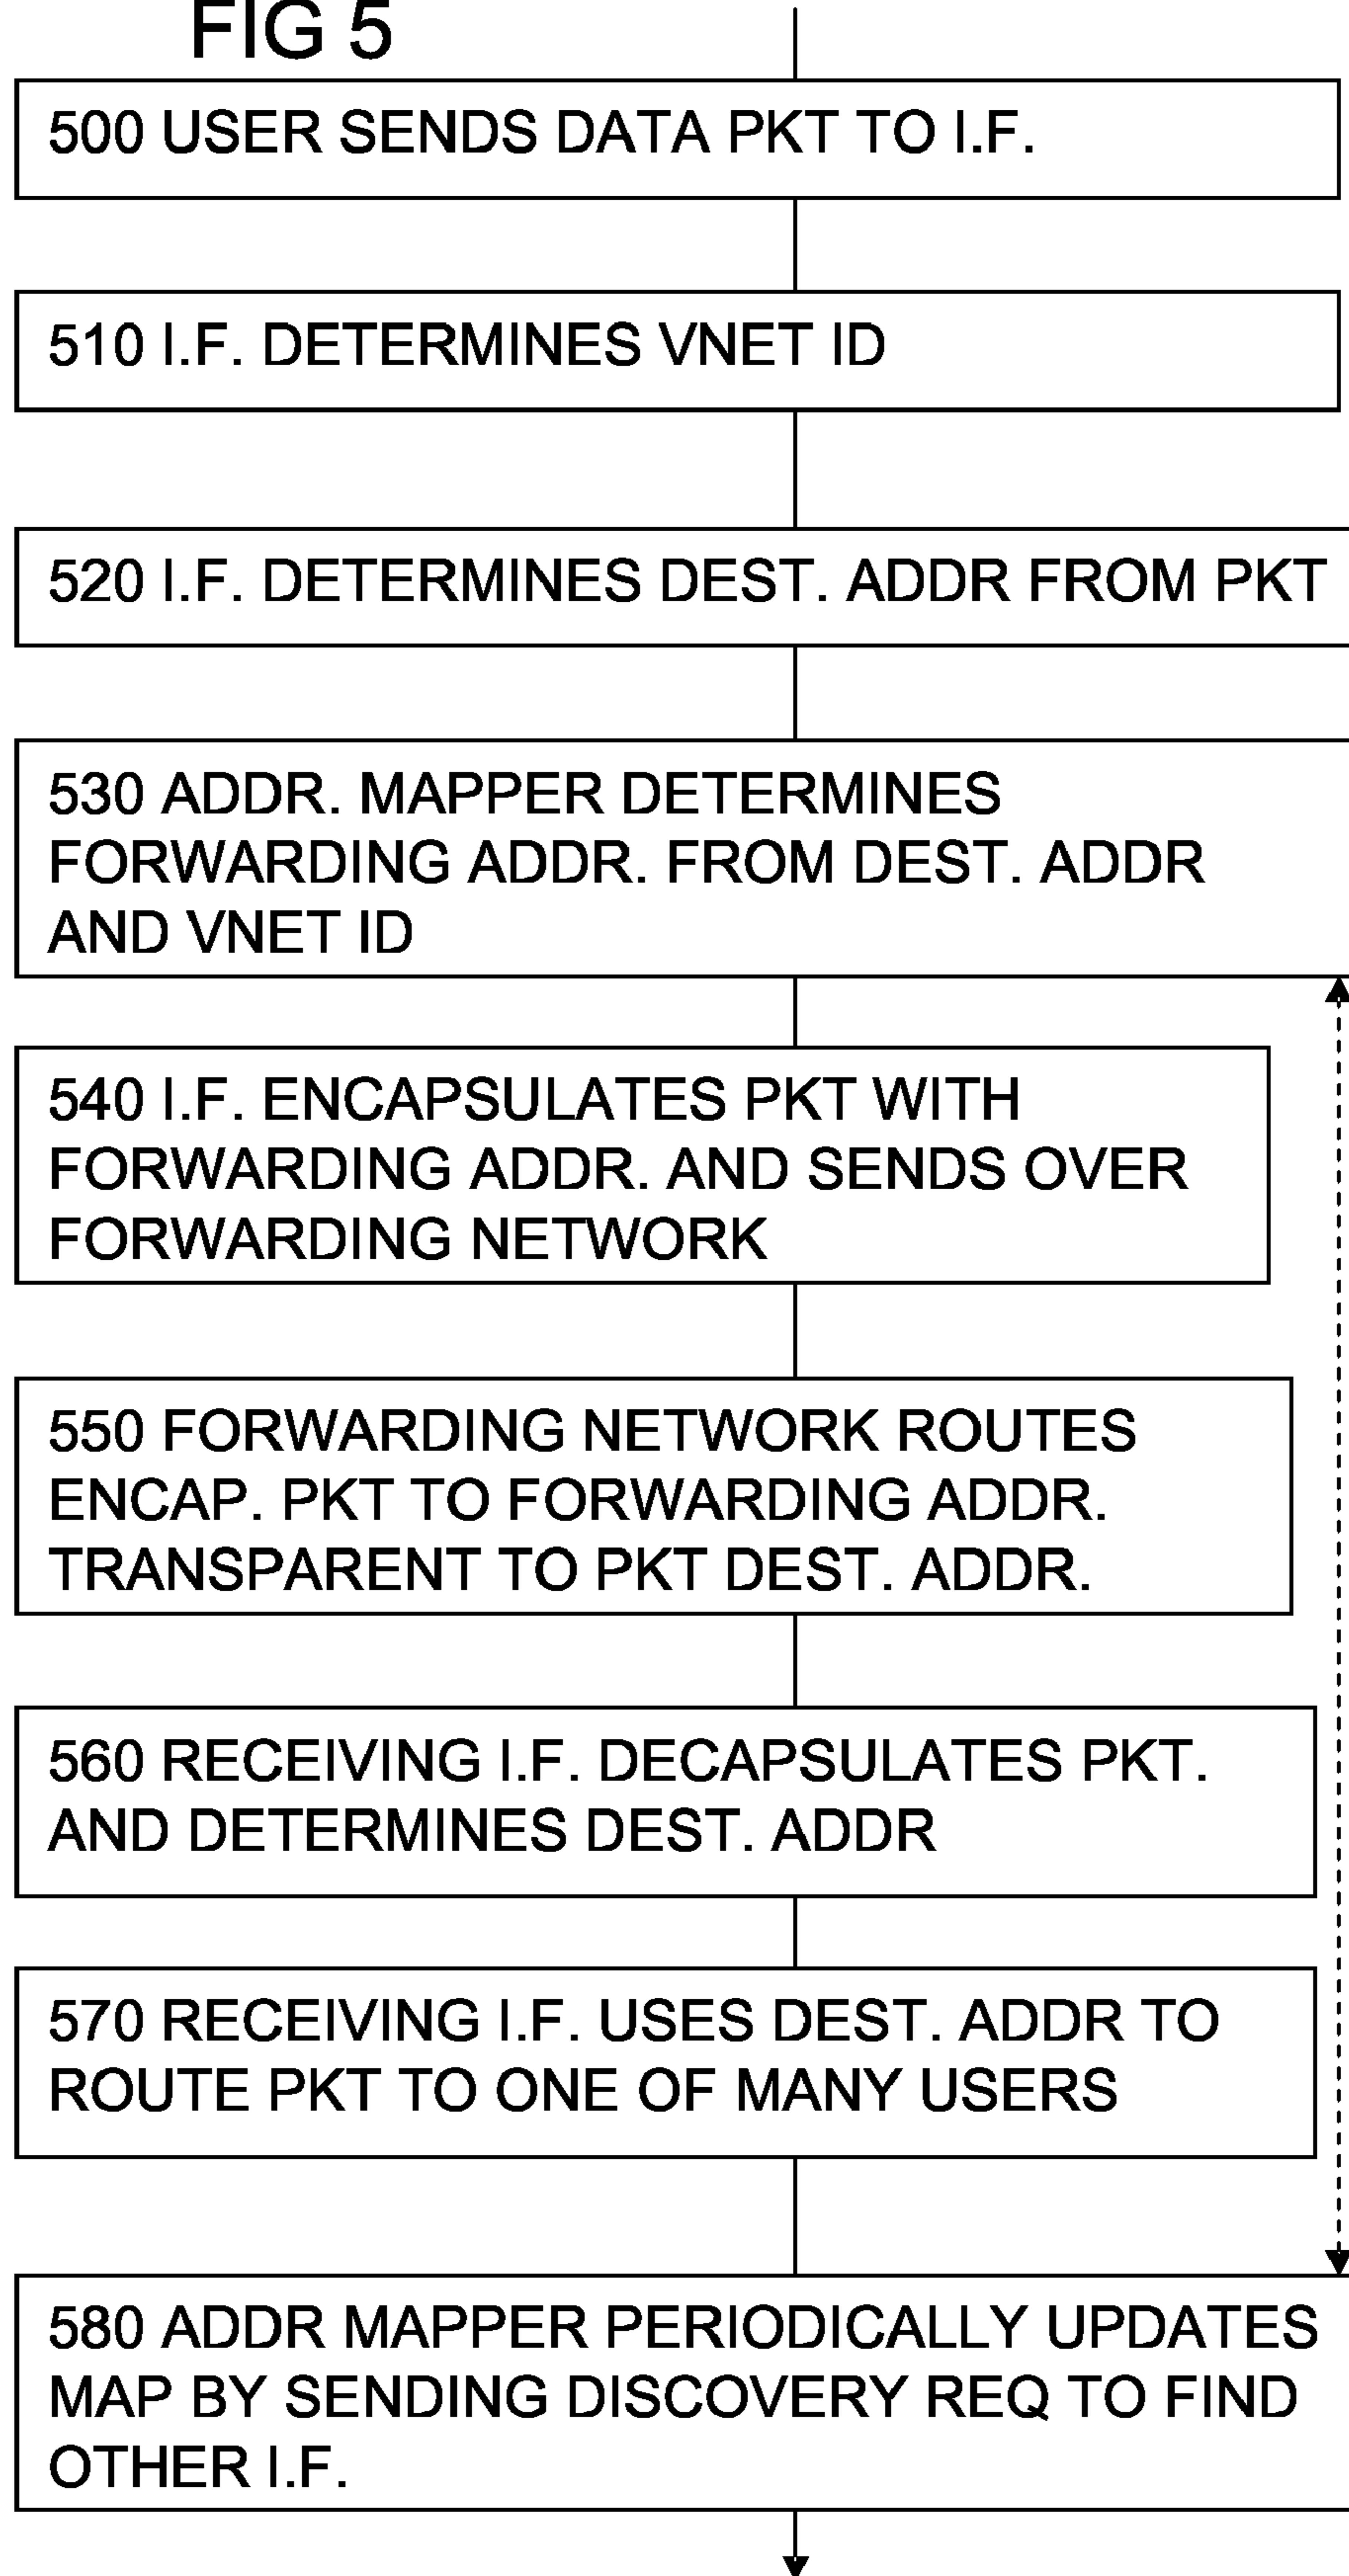 FIG 5
500 USER SENDS DATA PKT TO I.F.
510 I.F. DETERMINES VNET ID
520 I.F. DETERMINES DEST. ADDR FROM PKT
530 ADDR. MAPPER DETERMINES
FORWARDING ADDR. FROM DEST. ADDR
AND VNET ID
540 I.F. ENCAPSULATES PKT WITH
FORWARDING ADDR. AND SENDS OVER
FORWARDING NETWORK
550 FORWARDING NETWORK ROUTES
ENCAP. PKT TO FORWARDING ADDR.
TRANSPARENT TO PKT DEST. ADDR.
560 RECEIVING I.F. DECAPSULATES PKT.
AND DETERMINES DEST. ADDR
570 RECEIVING I.F. USES DEST. ADDR TO
ROUTE PKT TO ONE OF MANY USERS
580 ADDR MAPPER PERIODICALLY UPDATES
MAP BY SENDING DISCOVERY REQ TO FIND
OTHER I.F.